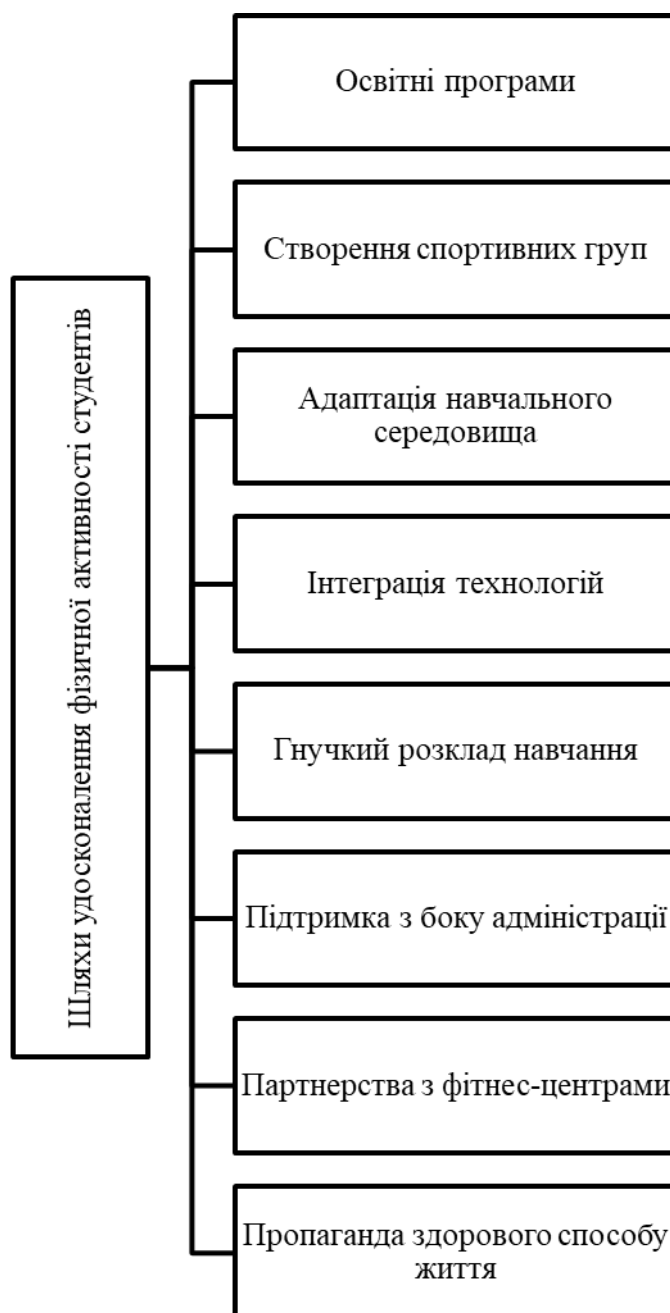 Шляхи удосконалення фізичної активності студентів
Освітні програми
Створення спортивних груп
Адаптація навчального
середовища
Інтеграція технологій
Гнучкий розклад навчання
Підтримка з боку адміністрації
Партнерства з фітнес-центрами
Пропаганда здорового способу
життя